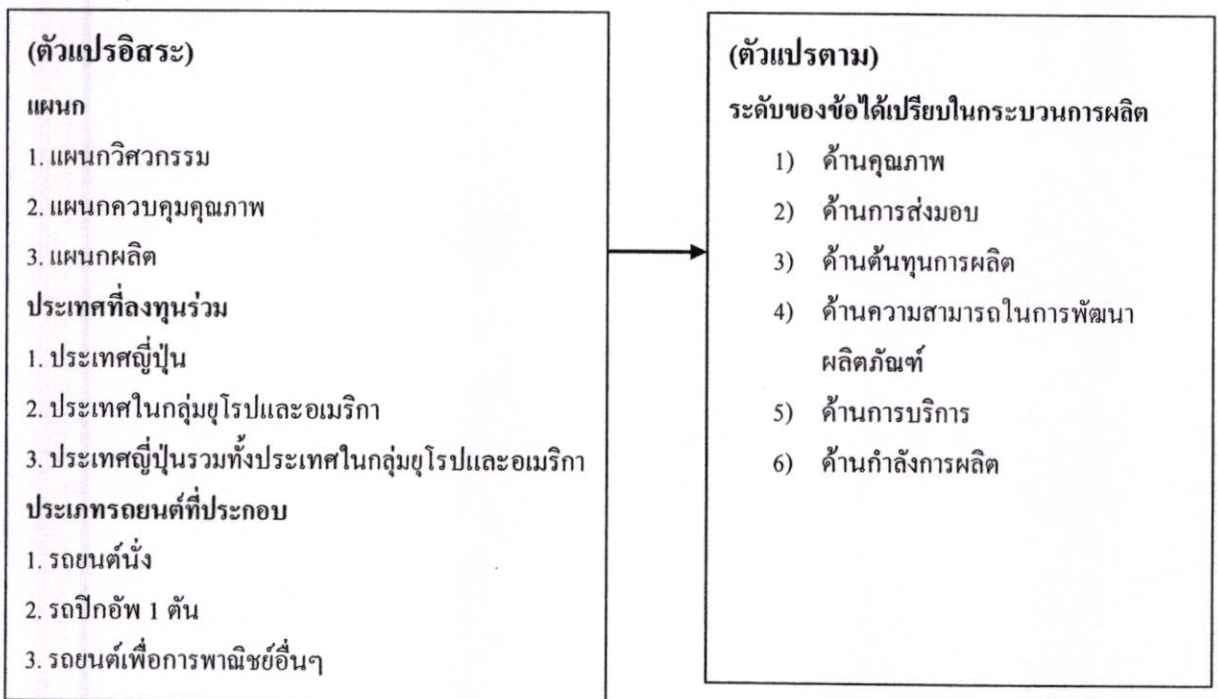 (ตัวแปรอิสระ)
แผนก
1. แผนกวิศวกรรม
2. แผนกควบคุมคุณภาพ
3. แผนกผลิต
ประเทศที่ลงทุนร่วม
1. ประเทศญี่ปุ่น
2. ประเทศในกลุ่มยุโรปและอเมริกา
3. ประเทศญี่ปุ่นรวมทั้งประเทศในกลุ่มยุโรปและอเมริกา
ประเภทรถยนต์ที่ประกอบ
1. รถยนต์นั่ง
2. รถปิกอัพ 1 ตัน
3. รถยนต์เพื่อการพาณิชย์อื่นๆ
(ตัวแปรตาม)
ระดับของข้อได้เปรียบในกระบวนการผลิต
1) ด้านคุณภาพ
2) ด้านการส่งมอบ
3) ด้านต้นทุนการผลิต
4) ด้านความสามารถในการพัฒนา
ผลิตภัณฑ์
5) ด้านการบริการ
6) ด้านกำลังการผลิต